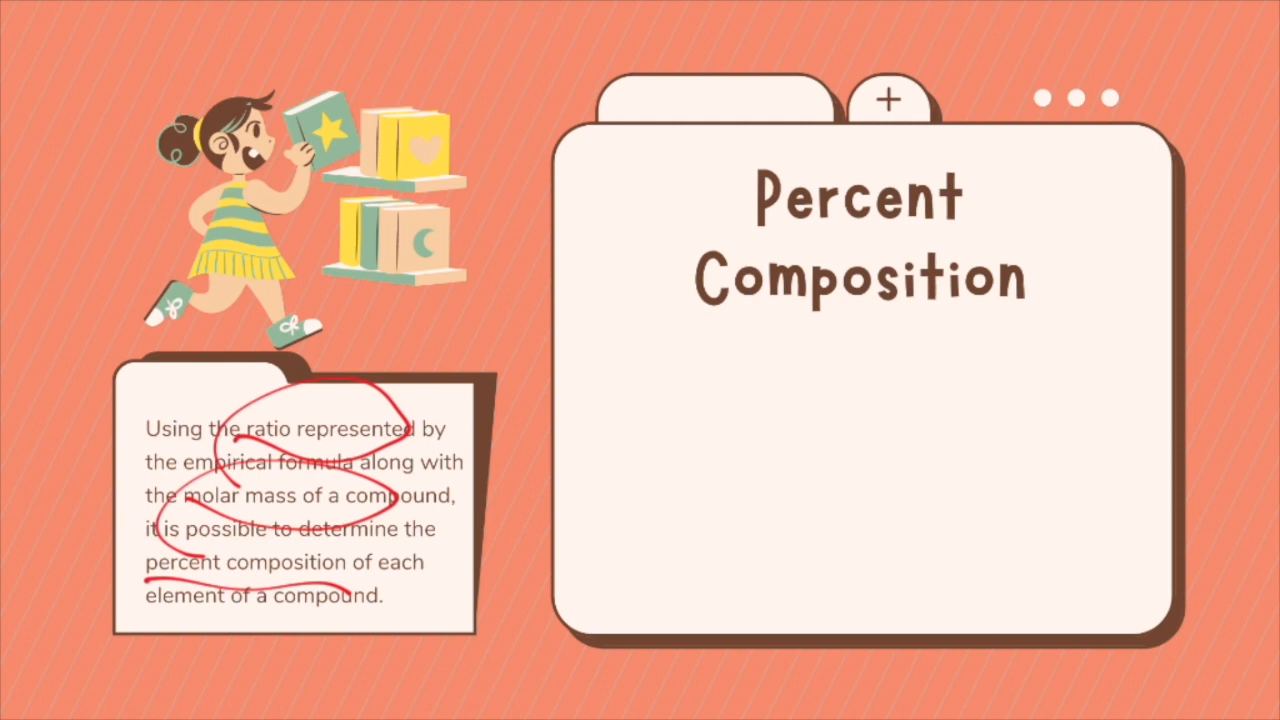 Percent
Composition
Using the ratio represented by
the empirical formula along with
the molar mass of a compound,
it is possible to determine the
percent composition of each
element of a compound.